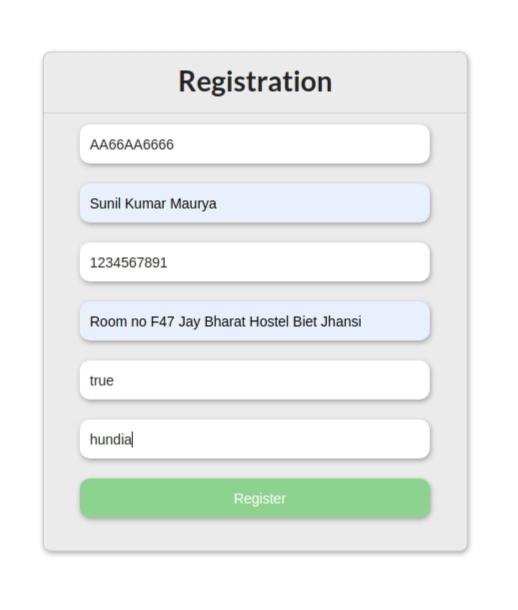 Registration
AA66AA6666
Sunil Kumar Maurya
1234567891
Room no F47 Jay Bharat Hostel Biet Jhansi
true
hundia
Register